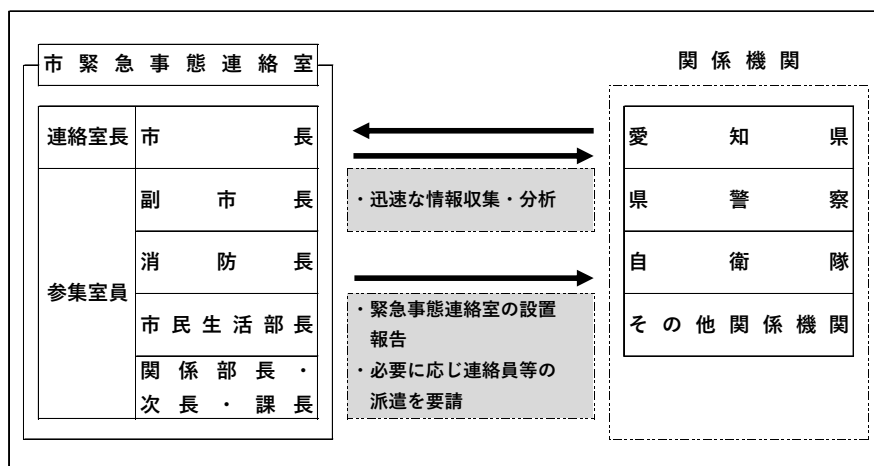 市緊急事態連絡室
関係機関
連絡室長 市長
参集室員 副市長
消防長
市民生活部長
関係部長・
次長・課長
・迅速な情報収集・分析
・緊急事態連絡室の設置
報告
・必要に応じ連絡員等の
派遣を要請
愛知県
県警察
自衛隊
その他関係機関